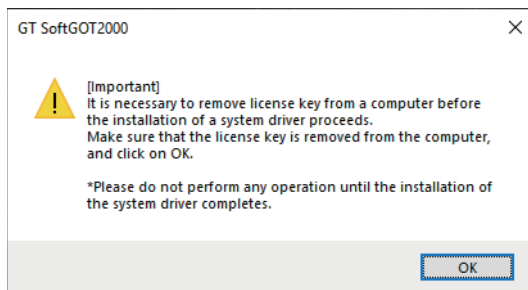 GT SoftGOT2000
[Important]
It is necessary to remove license key from a computer before
the installation of a system driver proceeds.
Make sure that the license key is removed from the computer,
and click on OK.
*Please do not perform any operation until the installation of
the system driver completes.
OK